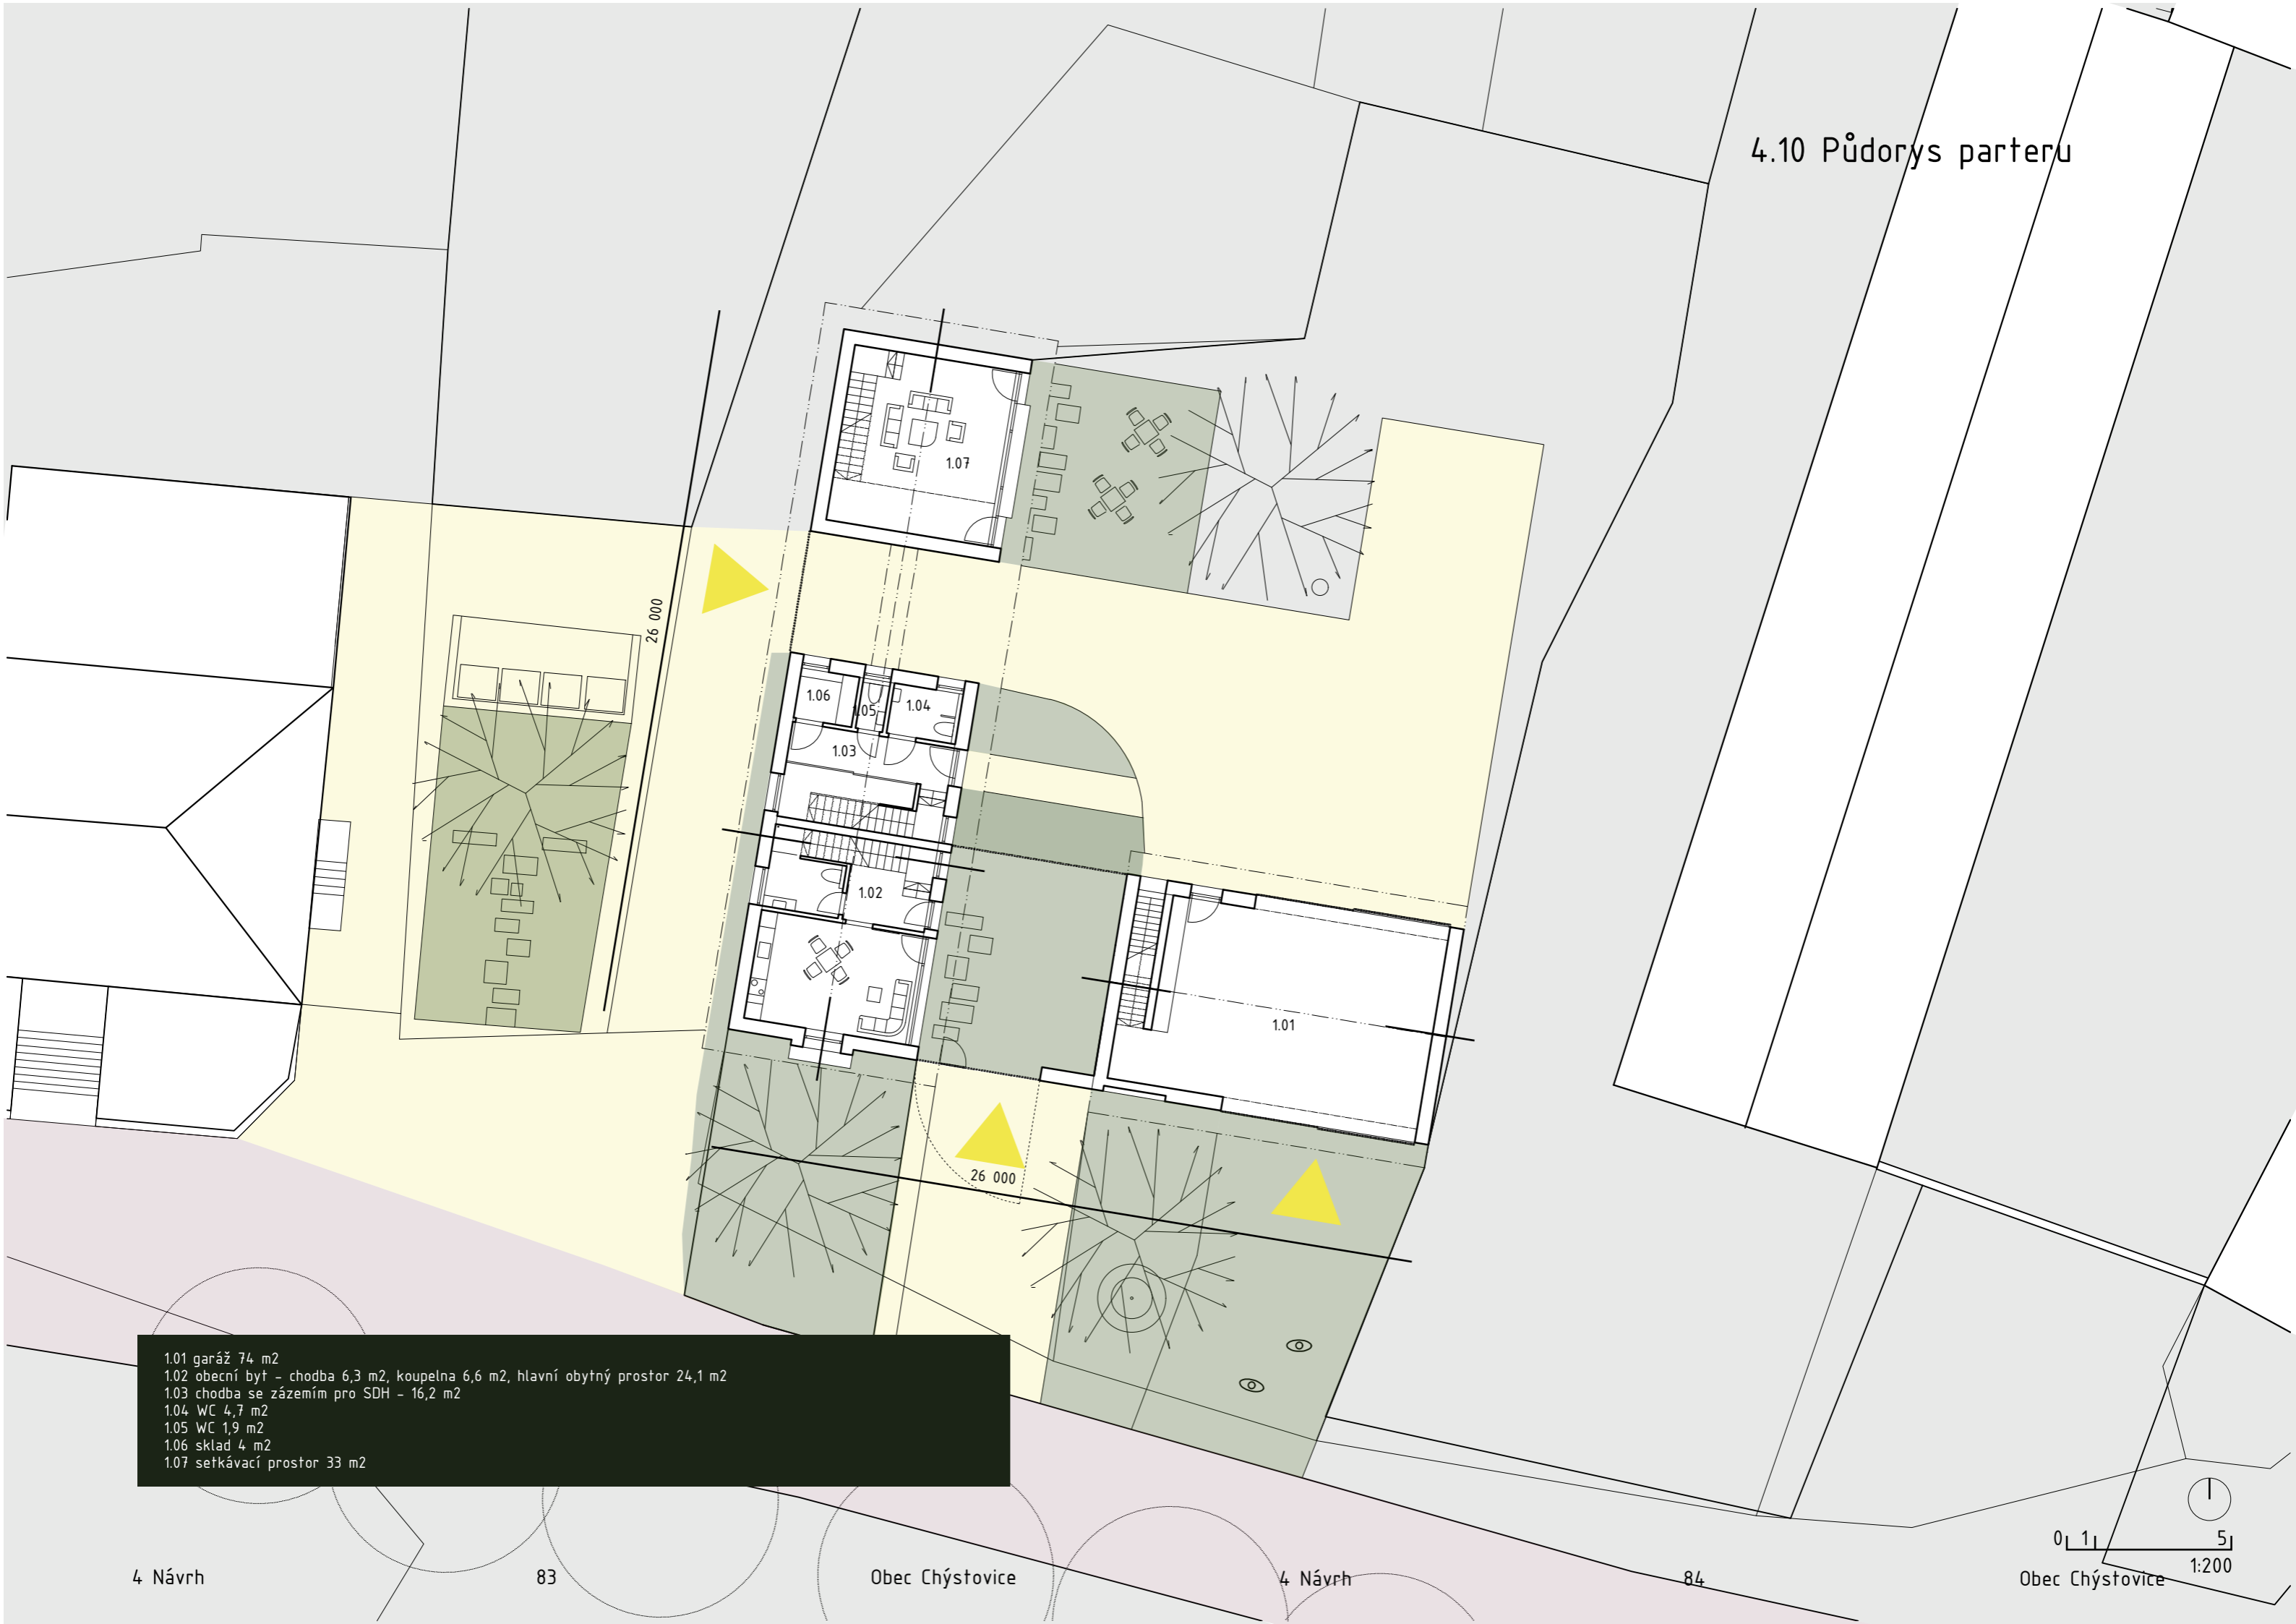 4.10 Půdorys parteru
1.07
26 000
1.06
1.05
1.04
1.03
1.02
1.01
26 000
1.01 garáž 74 m2
1.02 obecní byt - chodba 6,3 m2, koupelna 6,6 m2, hlavní obytný prostor 24,1 m2
1.03 chodba se zázemím pro SDH - 16,2 m2
1.04 WC 4,7 m2
1.05 WC 1,9 m2
1.06 sklad 4 m2
1.07 setkávací prostor 33 m2
0 1 5
1:200
4 Návrh 83 Obec Chýstovice 4 Návrh 84 Obec Chýstovice